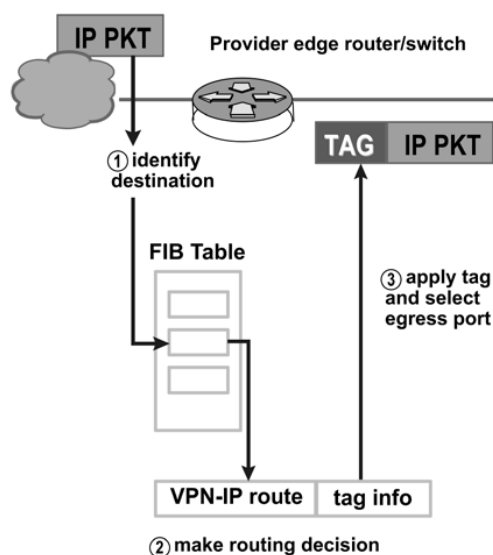 IP PKT
Provider edge router/switch
TAG IP PKT
① identify
destination
FIB Table
③ apply tag
and select
egress port
VPN-IP route tag info
② make routing decision